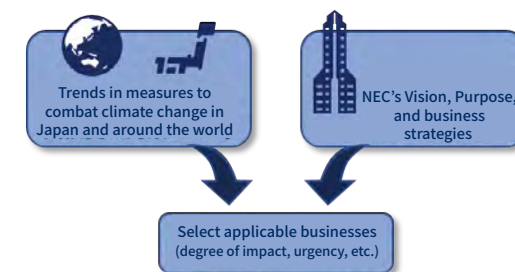 Trends in measures to
combat climate change in
Japan and around the world
NEC's Vision, Purpose,
and business
strategies
Select applicable businesses
(degree of impact, urgency, etc.)